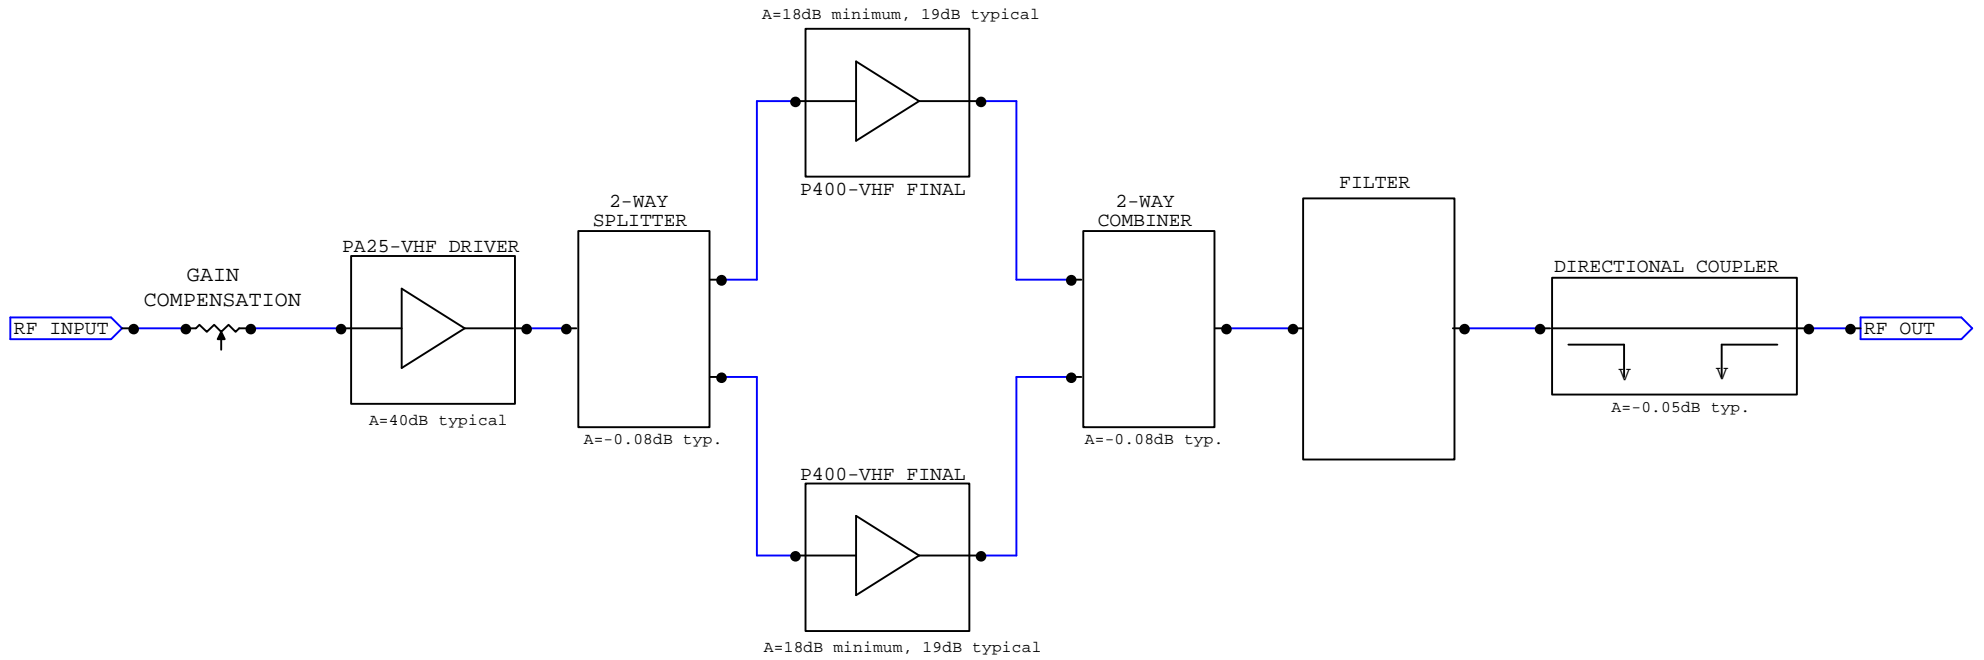 A=18dB minimum, 19dB typical
P400-VHF FINAL
FILTER
2-WAY
SPLITTER
2-WAY
COMBINER
PA25-VHF DRIVER
GAIN
COMPENSATION
DIRECTIONAL COUPLER
RF INPUT
RF OUT
A=40dB typical
A=-0.08dB typ.
A=-0.08dB typ.
A=-0.05dB typ.
P400-VHF FINAL
A=18dB minimum, 19dB typical